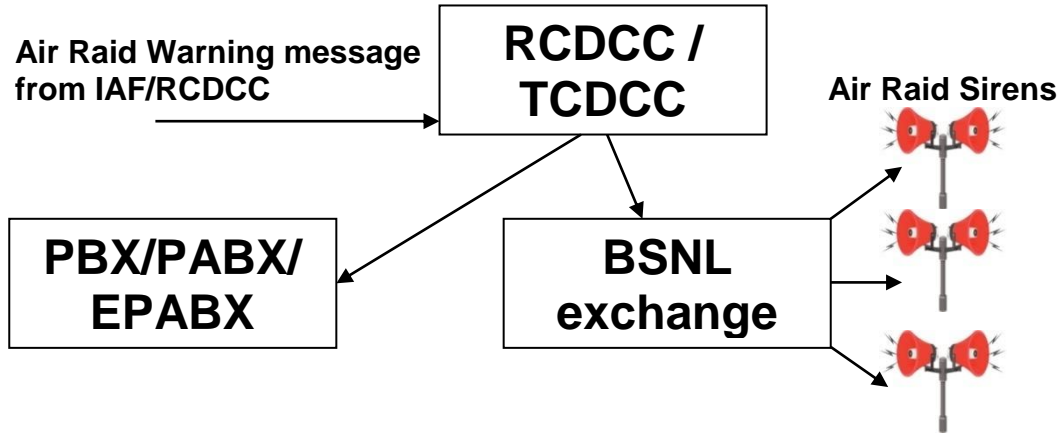 Air Raid Warning message
from IAF/RCDCC
RCDCC /
TCDCC
Air Raid Sirens
PBX/PABX/
EPABX
BSNL
exchange